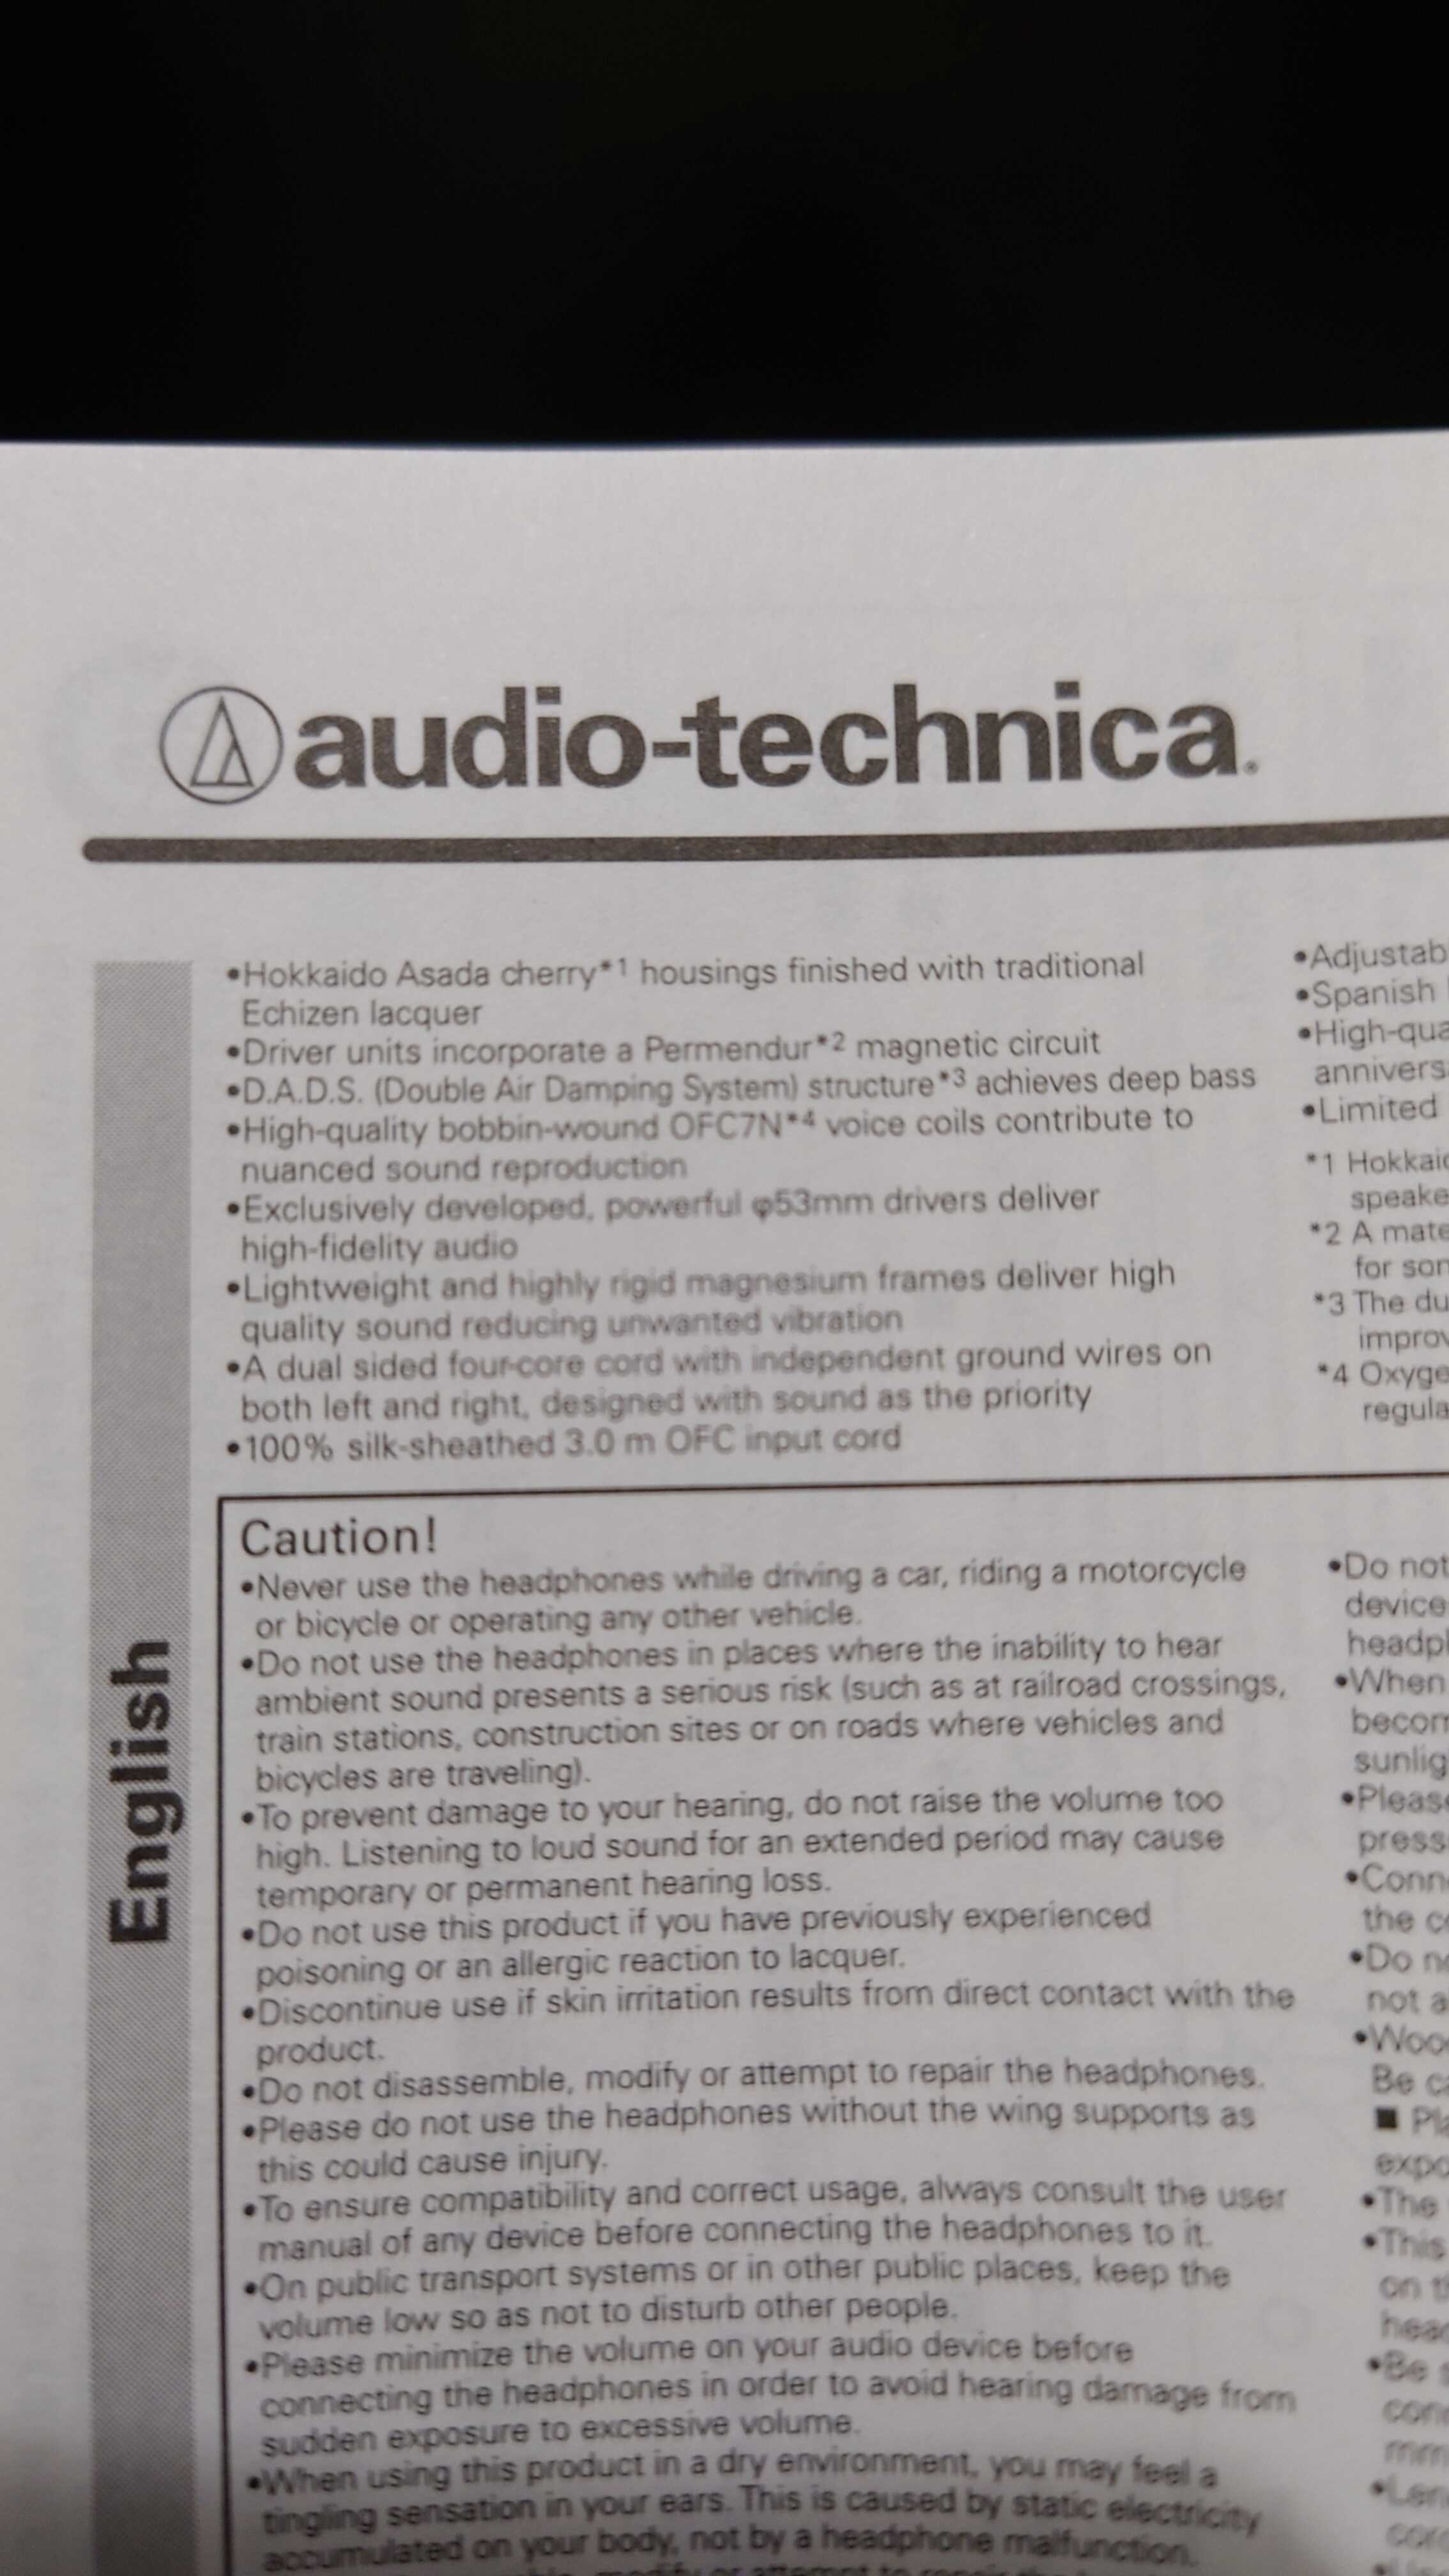 audio-technica®
•Hokkaido Asada cherry*1 housings finished with traditional
Echizen lacquer
•Driver units incorporate a Permendur*2 magnetic circuit
•D.A.D.S. (Double Air Damping System) structure*3 achieves deep bass
•High-quality bobbin-wound OFC7N*4 voice coils contribute to
nuanced sound reproduction
•Exclusively developed, powerful φ53mm drivers deliver
high-fidelity audio
•Lightweight and highly rigid magnesium frames deliver high
quality sound reducing unwanted vibration
•A dual sided four-core cord with independent ground wires on
both left and right, designed with sound as the priority
•100% silk-sheathed 3.0 m OFC input cord
•Adjustab
•Spanish
•High-qua
annivers
•Limited
*1 Hokkaid
speake
*2 A mate
for son
*3 The du
improv
*4 Oxyge
regula
English
Caution!
•Never use the headphones while driving a car, riding a motorcycle
or bicycle or operating any other vehicle.
•Do not use the headphones in places where the inability to hear
ambient sound presents a serious risk (such as at railroad crossings,
train stations, construction sites or on roads where vehicles and
bicycles are traveling).
•To prevent damage to your hearing, do not raise the volume too
high. Listening to loud sound for an extended period may cause
temporary or permanent hearing loss.
•Do not use this product if you have previously experienced
poisoning or an allergic reaction to lacquer.
•Discontinue use if skin irritation results from direct contact with the
product.
•Do not disassemble, modify or attempt to repair the headphones.
•Please do not use the headphones without the wing supports as
this could cause injury.
•To ensure compatibility and correct usage, always consult the user
manual of any device before connecting the headphones to it.
•On public transport systems or in other public places, keep the
volume low so as not to disturb other people.
•Please minimize the volume on your audio device before
connecting the headphones in order to avoid hearing damage from
sudden exposure to excessive volume.
•When using this product in a dry environment, you may feel a
tingling sensation in your ears. This is caused by static electricity
accumulated on your body, not by a headphone malfunction.
•Do not
device
headp
•When
becom
sunlig
•Please
press
•Conn
the c
•Do n
not a
•Woo
Be c
■ Pl
expo
•The
•This
on t
hea
•Be
con
mm
•Len